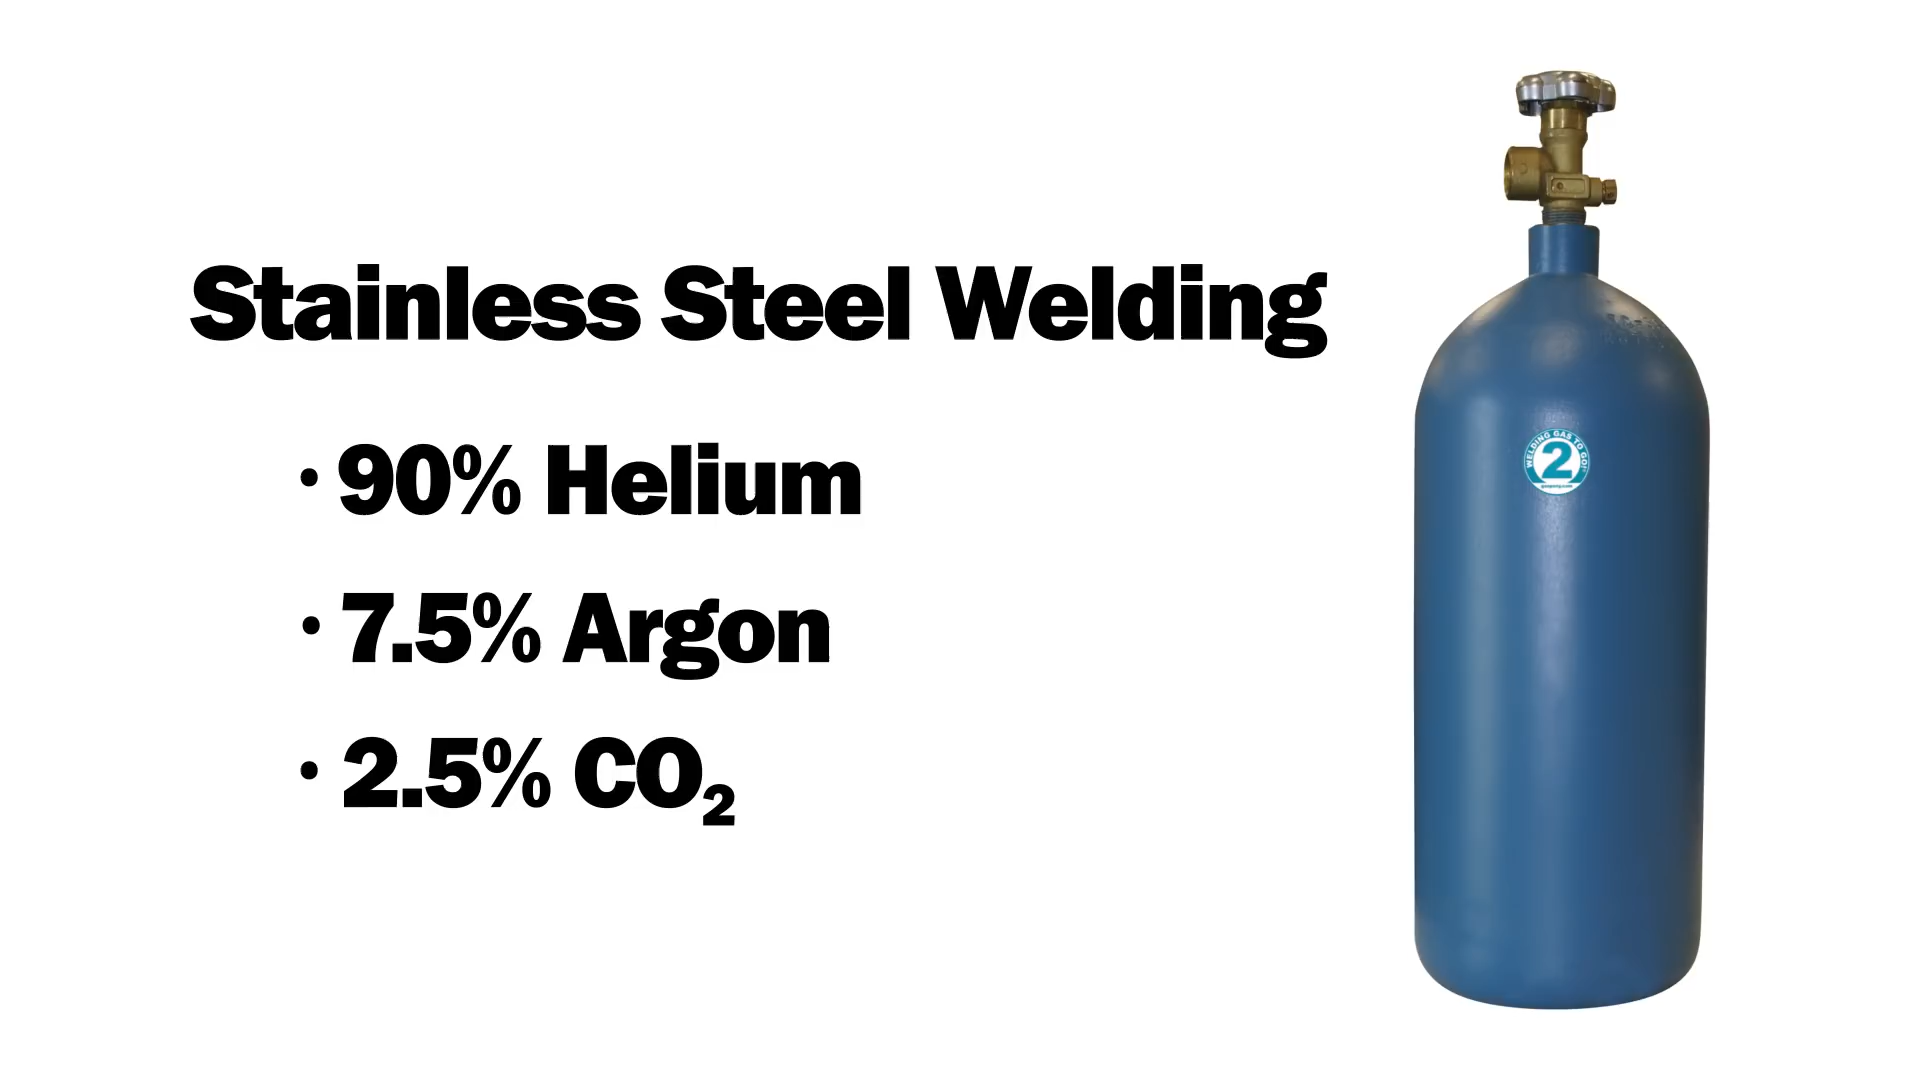 Stainless Steel Welding
• 90% Helium
• 7.5% Argon
• 2.5% CO₂
WELDING GAS TO GO!
2